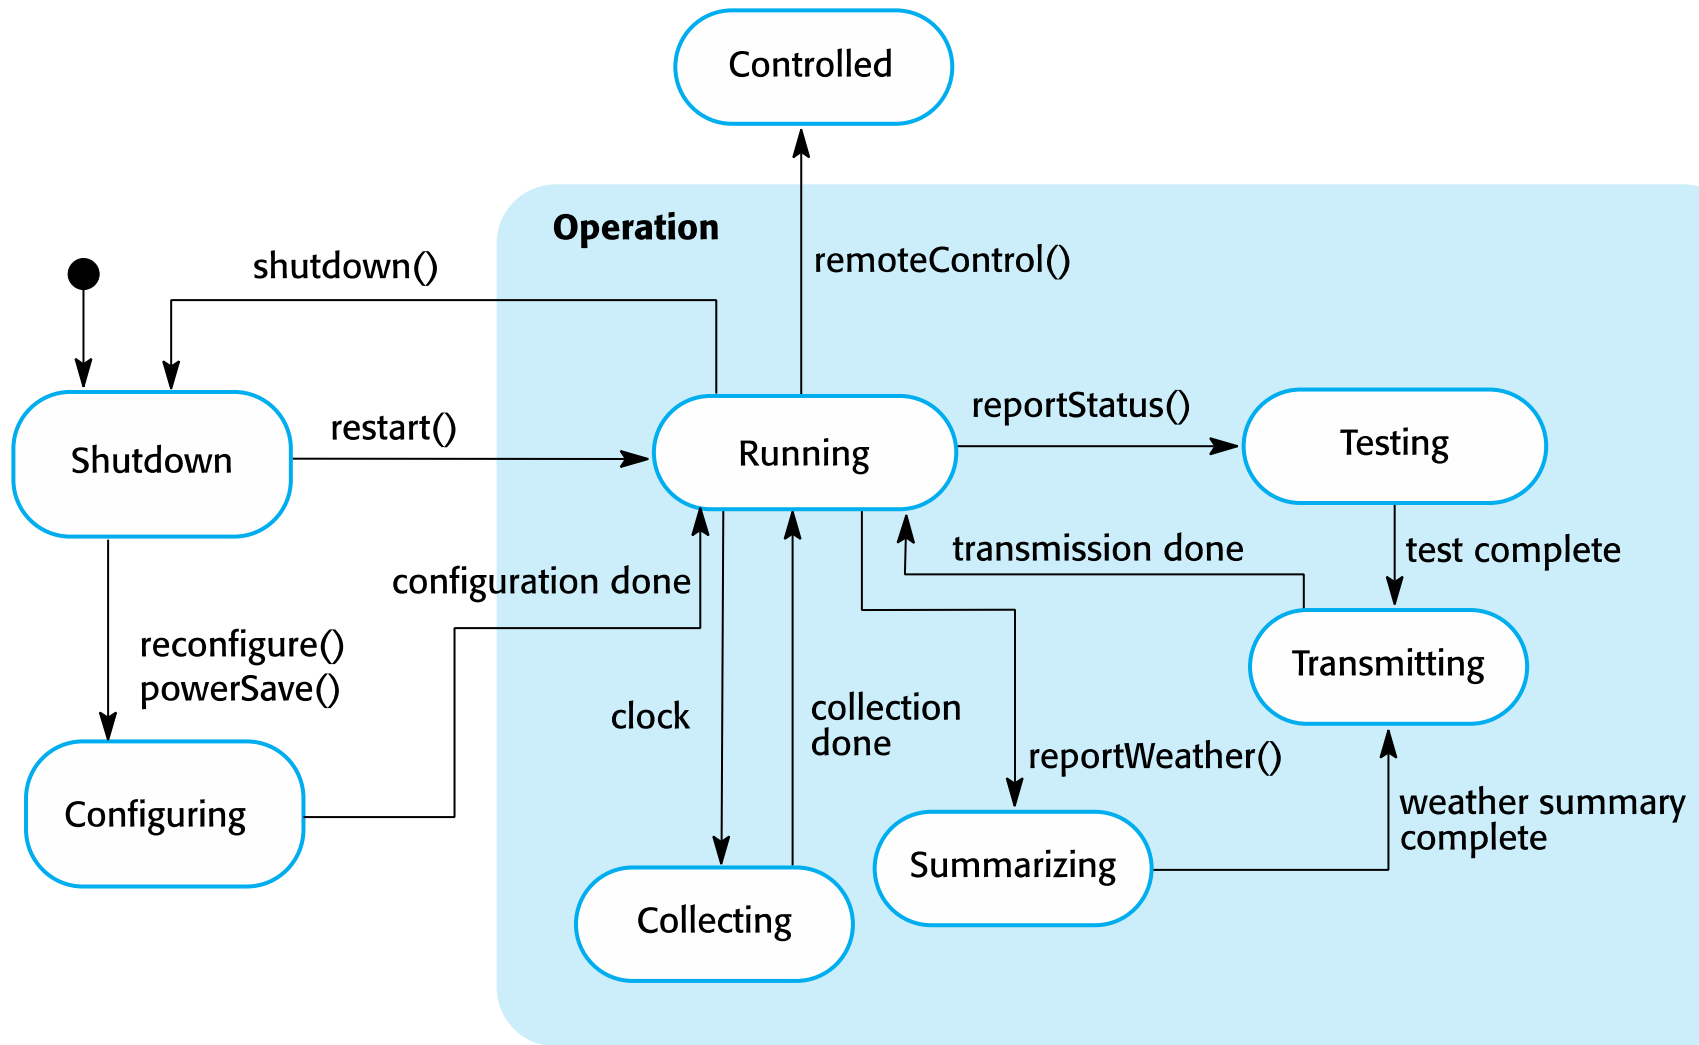 Controlled
Operation
shutdown()
remoteControl()
restart()
reportStatus()
Shutdown
Running
Testing
configuration done
transmission done
test complete
reconfigure()
powerSave()
Transmitting
clock
collection
done
reportWeather()
weather summary
complete
Configuring
Summarizing
Collecting